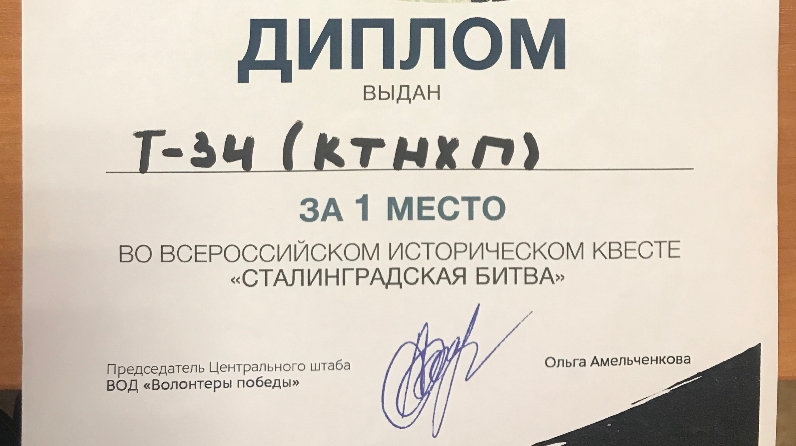 ДИПЛОМ
ВЫДАН
Т-34 (КТНХП)
ЗА 1 МЕСТО
ВО ВСЕРОССИЙСКОМ ИСТОРИЧЕСКОМ КВЕСТЕ
«СТАЛИНГРАДСКАЯ БИТВА»
Председатель Центрального штаба
ВОД «Волонтеры победы»
Ольга Амельченкова